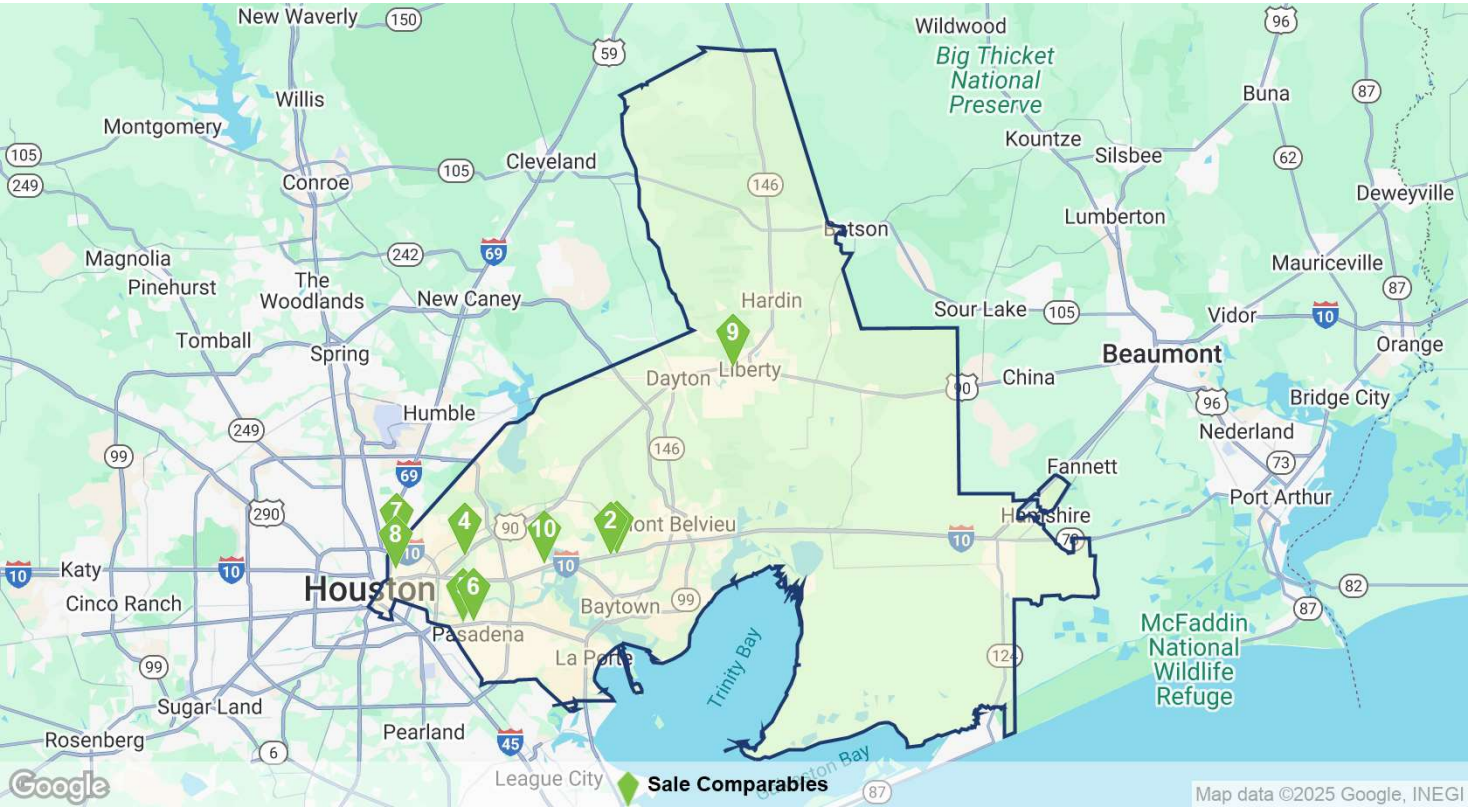 New Waverly
150
59
Wildwood
96
Big Thicket
National
Preserve
Willis
Buna
87
Montgomery
Kountze
105
Cleveland
Silsbee
62
249
105
Conroe
146
Deweyville
Lumberton
Batson
242
69
Magnolia
Mauriceville
Pinehurst
The
Woodlands
New Caney
87
Hardin
Sour Lake
105
Vidor
10
Tomball
9
Orange
Spring
Beaumont
Liberty
Dayton
China
90
Bridge City
Humble
96
249
Nederland
99
146
73
Fannett
69
Port Arthur
7
290
4
90
10
2
Mont Belvieu
Hamshire
8
10
10
73
10
Katy
10
10
82
Houston
6
Cinco Ranch
Baytown
99
87
Pasadena
McFaddin
National
Wildlife
Refuge
La Porte
124
99
Trinity Bay
Sugar Land
Pearland
45
Rosenberg
6
League City
Galveston Bay
Google
Sale Comparables
87
Map data ©2025 Google, INEGI